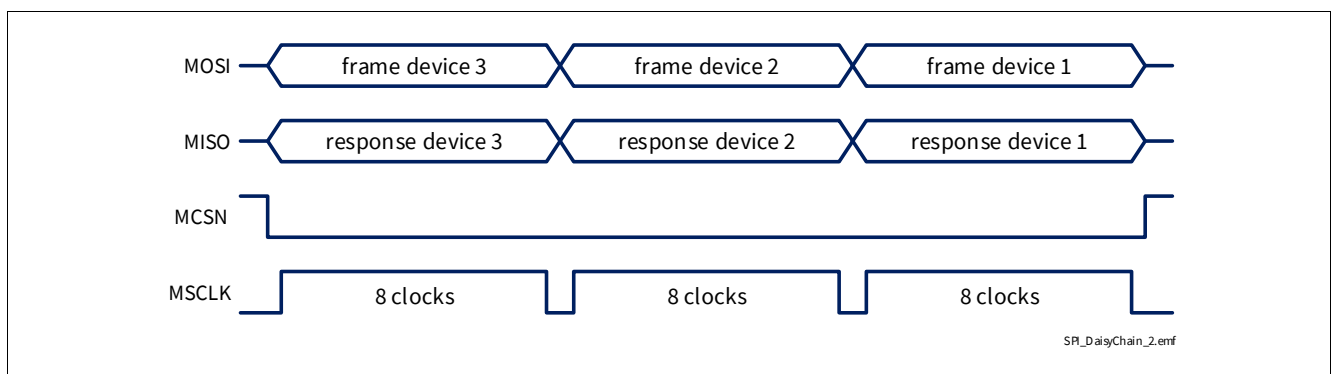 MOSI frame device 3 frame device 2 frame device 1
MISO response device 3 response device 2 response device 1
MCSN
MSCLK 8 clocks 8 clocks 8 clocks
SPI_DaisyChain_2.emf